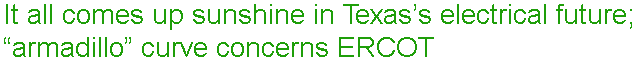 It all comes up sunshine in Texas’s electrical future;
“armadillo” curve concerns ERCOT